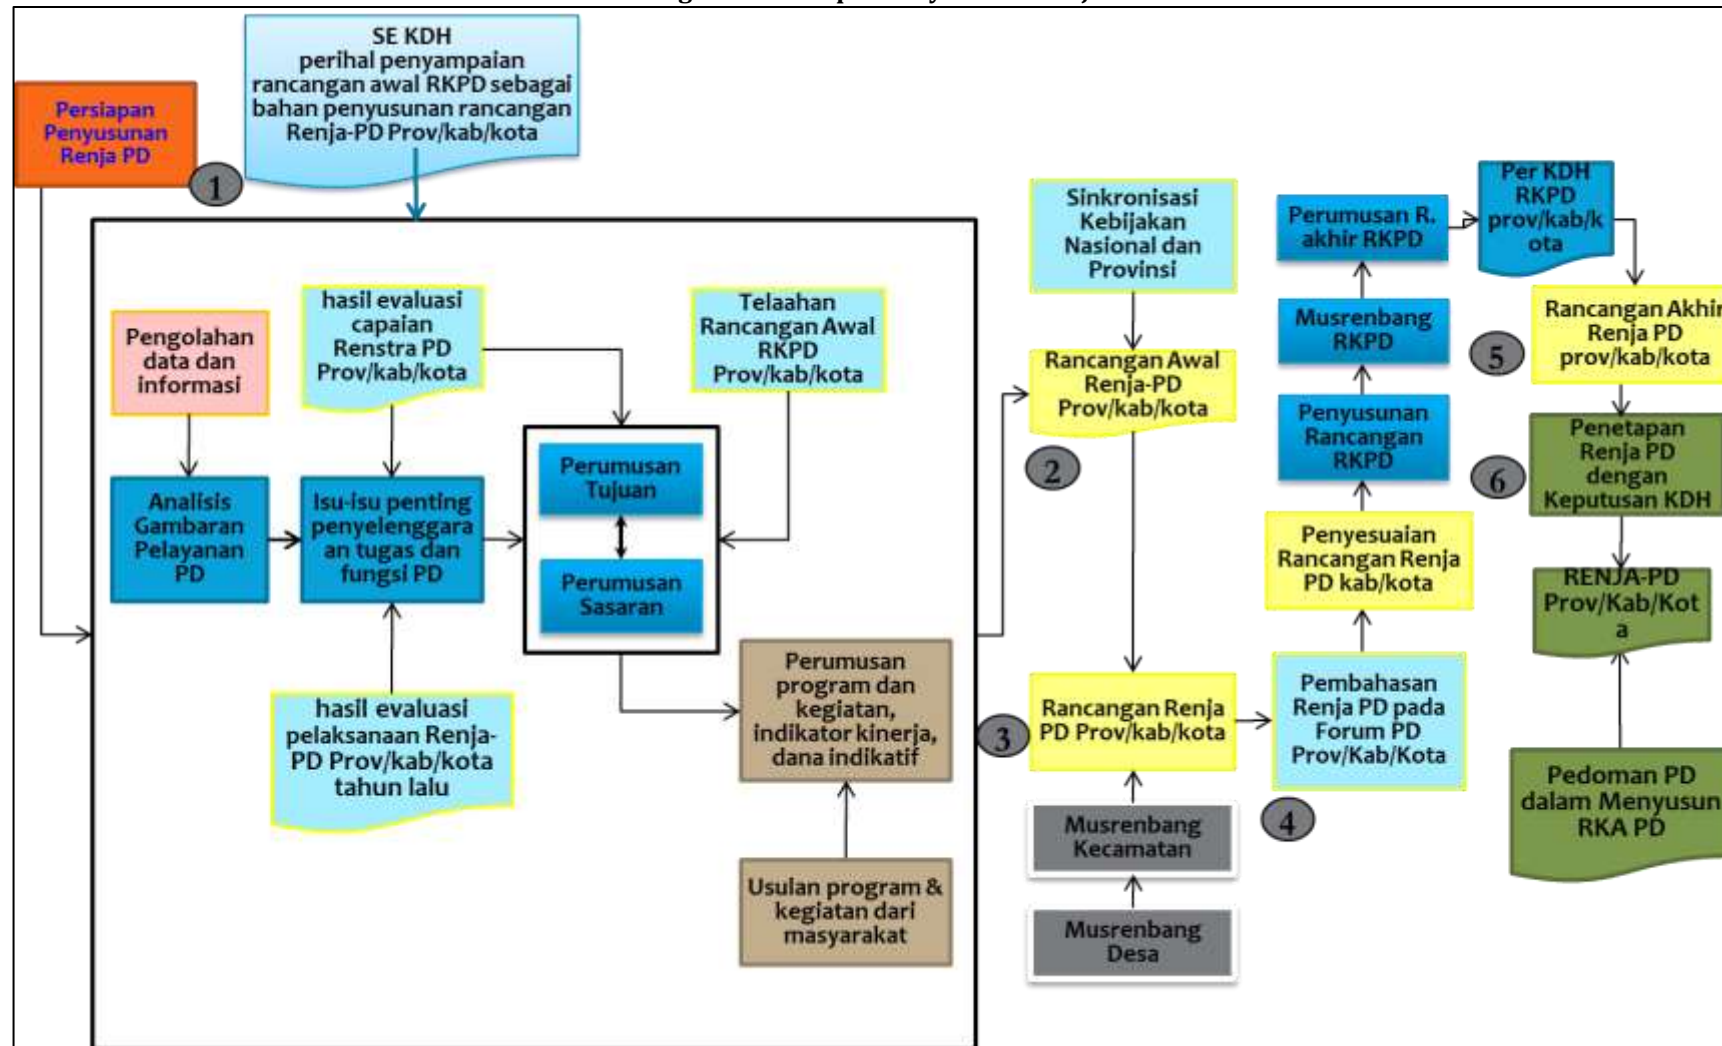 SE KDH
perihal penyampaian
rancangan awal RKPD sebagai
bahan penyusunan rancangan
Renja-PD Prov/kab/kota
Persiapan
Penyusunan
Renja PD
1
Pengolahan
data dan
informasi
hasil evaluasi
capaian
Renstra PD
Prov/kab/kota
Telaahan
Rancangan Awal
RKPD
Prov/kab/kota
Analisis
Gambaran
Pelayanan
PD
Isu-isu penting
penyelenggara
an tugas dan
fungsi PD
Perumusan
Tujuan
Perumusan
Sasaran
hasil evaluasi
pelaksanaan Renja-
PD Prov/kab/kota
tahun lalu
Perumusan
program dan
kegiatan,
indikator kinerja,
dana indikatif
Usulan program &
kegiatan dari
masyarakat
Sinkronisasi
Kebijakan
Nasional dan
Provinsi
Rancangan Awal
Renja-PD
Prov/kab/kota
2
3
Rancangan Renja
PD Prov/kab/kota
Musrenbang
Kecamatan
Musrenbang
Desa
4
Pembahasan
Renja PD pada
Forum PD
Prov/Kab/Kota
Penyesuaian
Rancangan Renja
PD kab/kota
Penyusunan
Rancangan
RKPD
Musrenbang
RKPD
Perumusan R.
akhir RKPD
Per KDH
RKPD
prov/kab/k
ota
5
Rancangan Akhir
Renja PD
prov/kab/kota
6
Penetapan
Renja PD
dengan
Keputusan KDH
RENJA-PD
Prov/Kab/Kot
a
Pedoman PD
dalam Menyusun
RKA PD